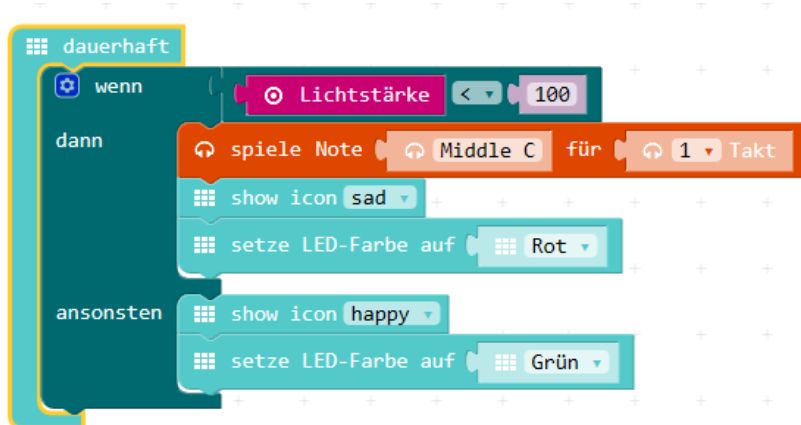 dauerhaft
wenn Lichtstärke < 100
dann spiele Note Middle C für 1 Takt
show icon sad
setze LED-Farbe auf Rot
ansonsten show icon happy
setze LED-Farbe auf Grün